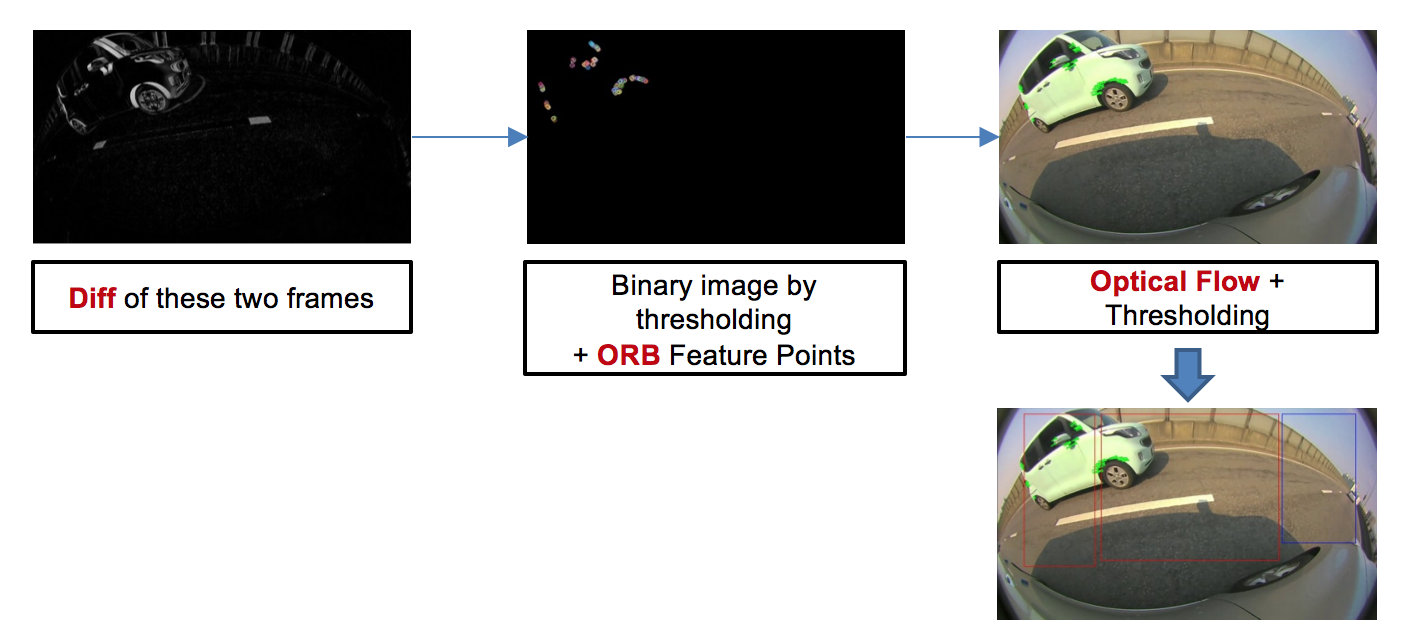 Diff of these two frames
Binary image by
thresholding
+ ORB Feature Points
Optical Flow +
Thresholding